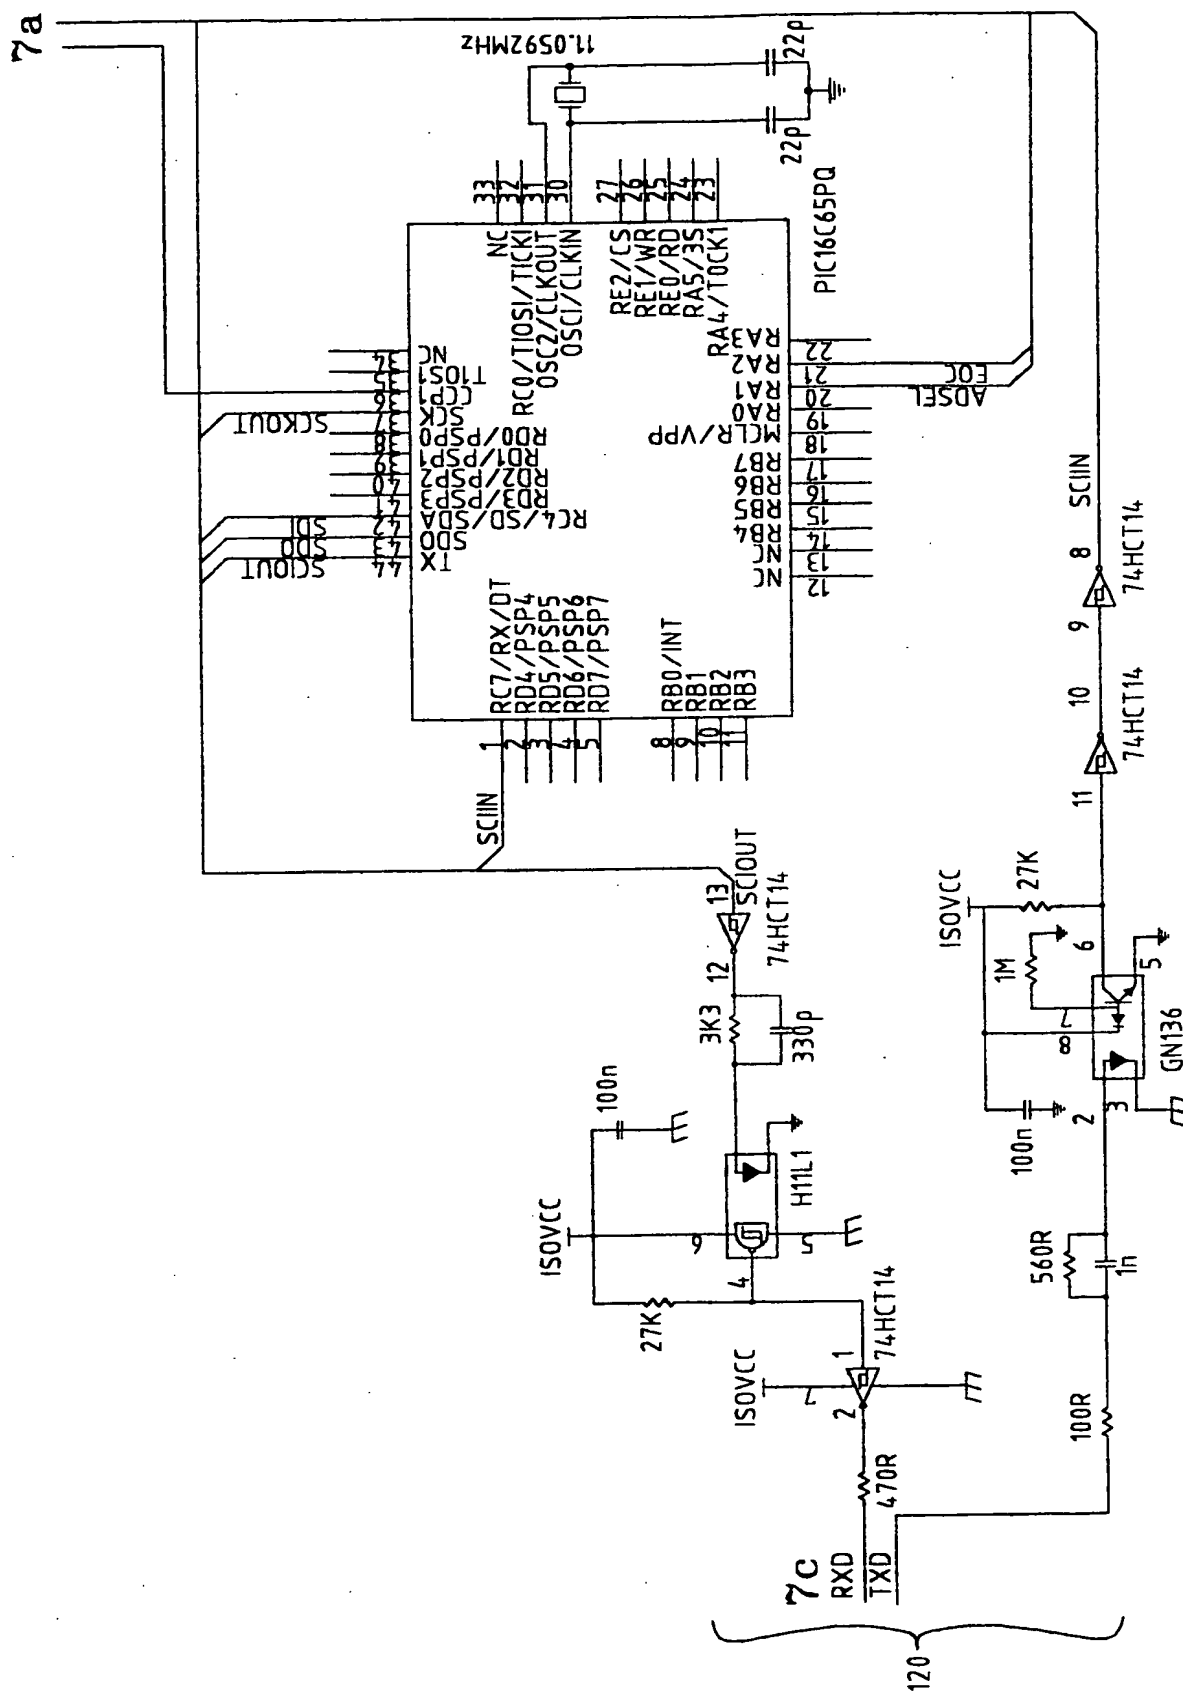 7a
11.0592MHz
22p
22p
PIC16C65PQ
33
32
31
30
27
26
25
24
23
NC
RC0/TIOSI/TICKI
OSC2/CLKOUT
OSCI/CLKIN
RE2/CS
RE1/WR
RE0/RD
RA5/3S
RA4/TOCK1
NC
T1OS1
CCP1
SCK
RD0/PSP0
RD1/PSP1
RD2/PSP2
RD3/PSP3
RC4/SD/SDA
SDO
TX
34
35
36
37
38
39
40
41
42
43
44
SCKOUT
SDI
SDO
SCIOUT
RA3
RA2
RA1
RA0
MCLR/VPP
RB7
RB6
RB5
RB4
NC
NC
22
21
20
19
18
17
16
15
14
13
12
EOC
ADSEL
RC7/RX/DT
RD4/PSP4
RD5/PSP5
RD6/PSP6
RD7/PSP7
RB0/INT
RB1
RB2
RB3
1
2
3
4
5
8
9
10
11
SCIIN
SCIIN
8
74HCT14
9
10
74HCT14
11
SCIOUT
13
74HCT14
12
3K3
330p
100n
H11L1
ISOVCC
6
5
4
27K
ISOVCC
1
74HCT14
7
2
470R
ISOVCC
27K
1M
6
5
7
8
GN136
100n
2
3
560R
1n
100R
7c
RXD
TXD
120